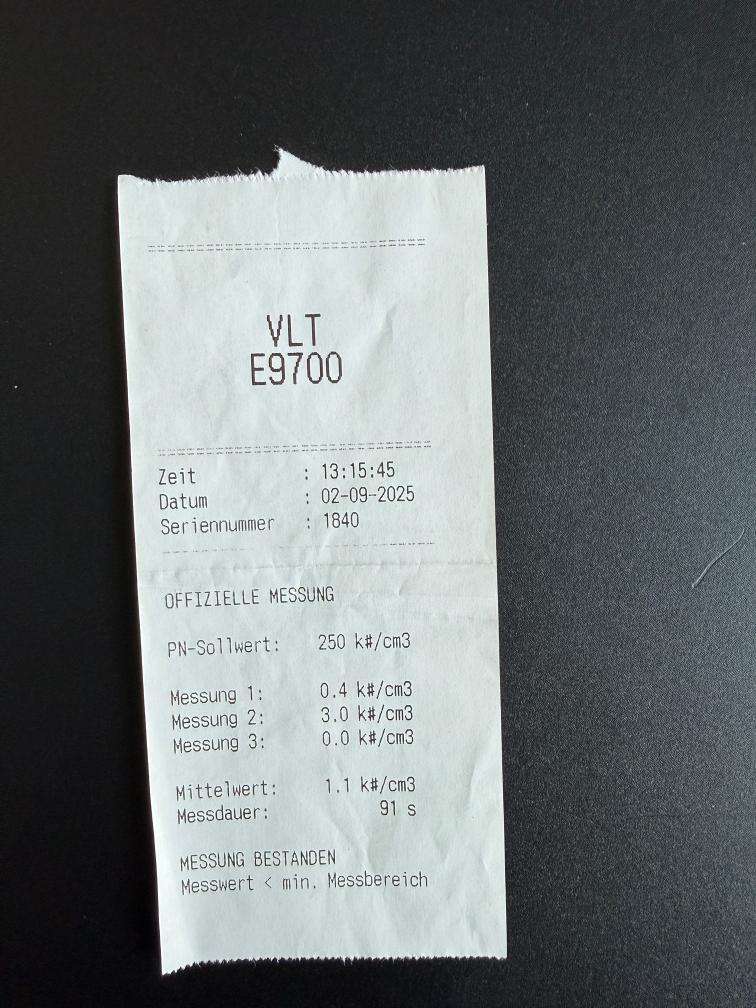 VLT
E9700
Zeit : 13:15:45
Datum : 02-09-2025
Seriennummer : 1840
OFFIZIELLE MESSUNG
PN-Sollwert: 250 k#/cm3
Messung 1: 0.4 k#/cm3
Messung 2: 3.0 k#/cm3
Messung 3: 0.0 k#/cm3
Mittelwert: 1.1 k#/cm3
Messdauer: 91 s
MESSUNG BESTANDEN
Messwert < min. Messbereich